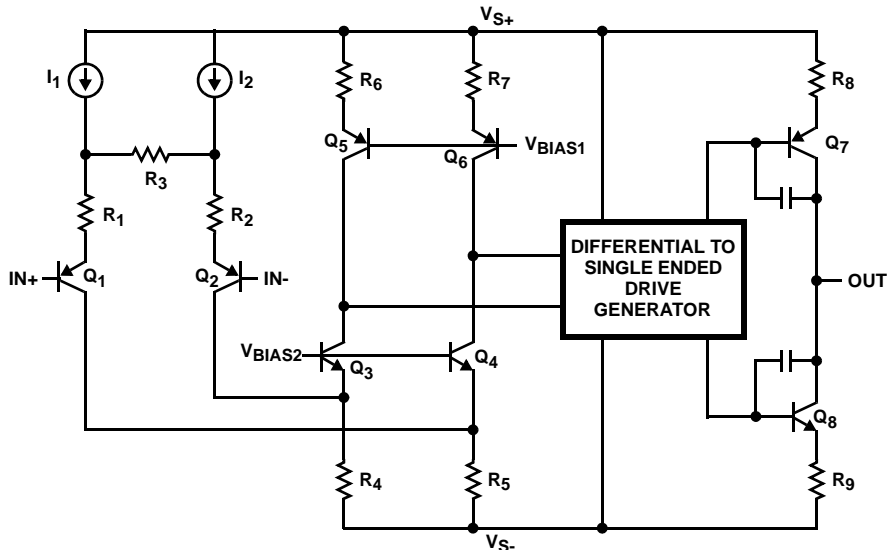 VS+
I1
I2
R6
R7
R8
Q5
Q6
VBIAS1
Q7
R3
R1
R2
IN+
Q1
Q2
IN-
DIFFERENTIAL TO
SINGLE ENDED
DRIVE
GENERATOR
OUT
VBIAS2
Q3
Q4
Q8
R4
R5
R9
VS-